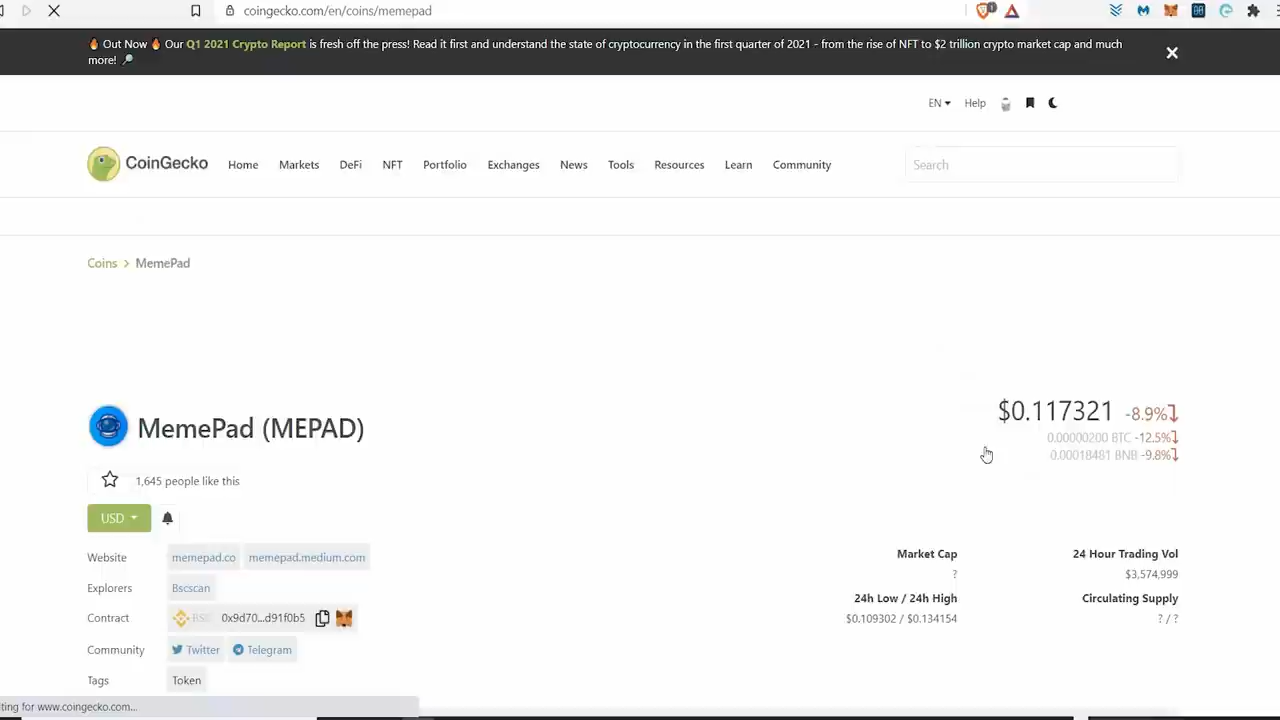 coingecko.com/en/coins/memepad
🔥 Out Now 🔥 Our Q1 2021 Crypto Report is fresh off the press! Read it first and understand the state of cryptocurrency in the first quarter of 2021 - from the rise of NFT to $2 trillion crypto market cap and much
more! 🔎
EN Help
CoinGecko Home Markets DeFi NFT Portfolio Exchanges News Tools Resources Learn Community Search
Coins > MemePad
$0.117321 -8.9%
MemePad (MEPAD)
0.00000200 BTC -12.5%
0.00018481 BNB -9.8%
1,645 people like this
USD
Website memepad.co memepad.medium.com
Market Cap 24 Hour Trading Vol
? $3,574,999
Explorers Bscscan
24h Low / 24h High Circulating Supply
Contract BSC 0x9d70...d91f0b5
$0.109302 / $0.134154 ? / ?
Community Twitter Telegram
Tags Token
ting for www.coingecko.com...